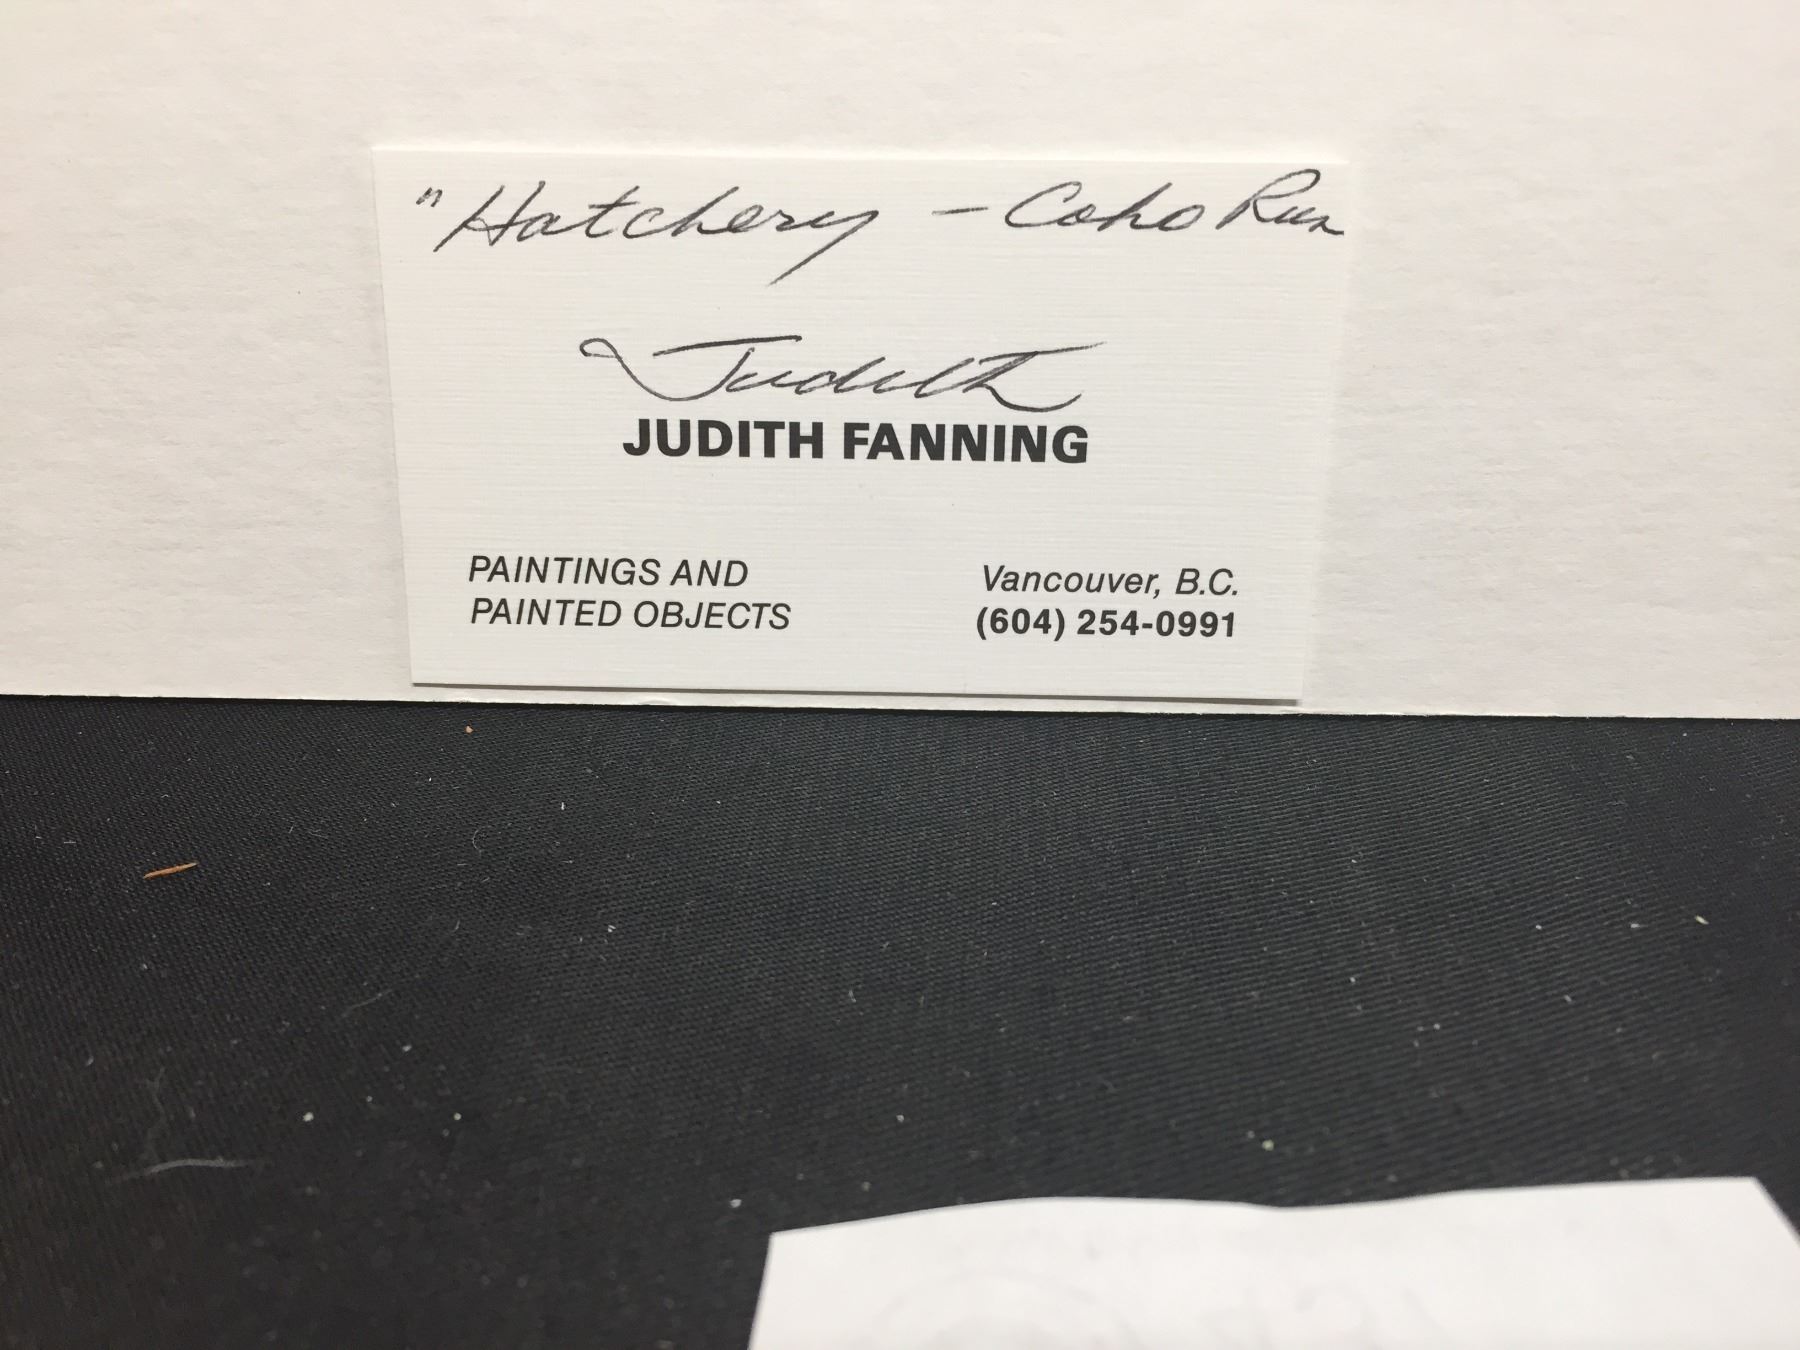 "Hatchery - Coho Run
Judith
JUDITH FANNING
PAINTINGS AND
PAINTED OBJECTS
Vancouver, B.C.
(604) 254-0991